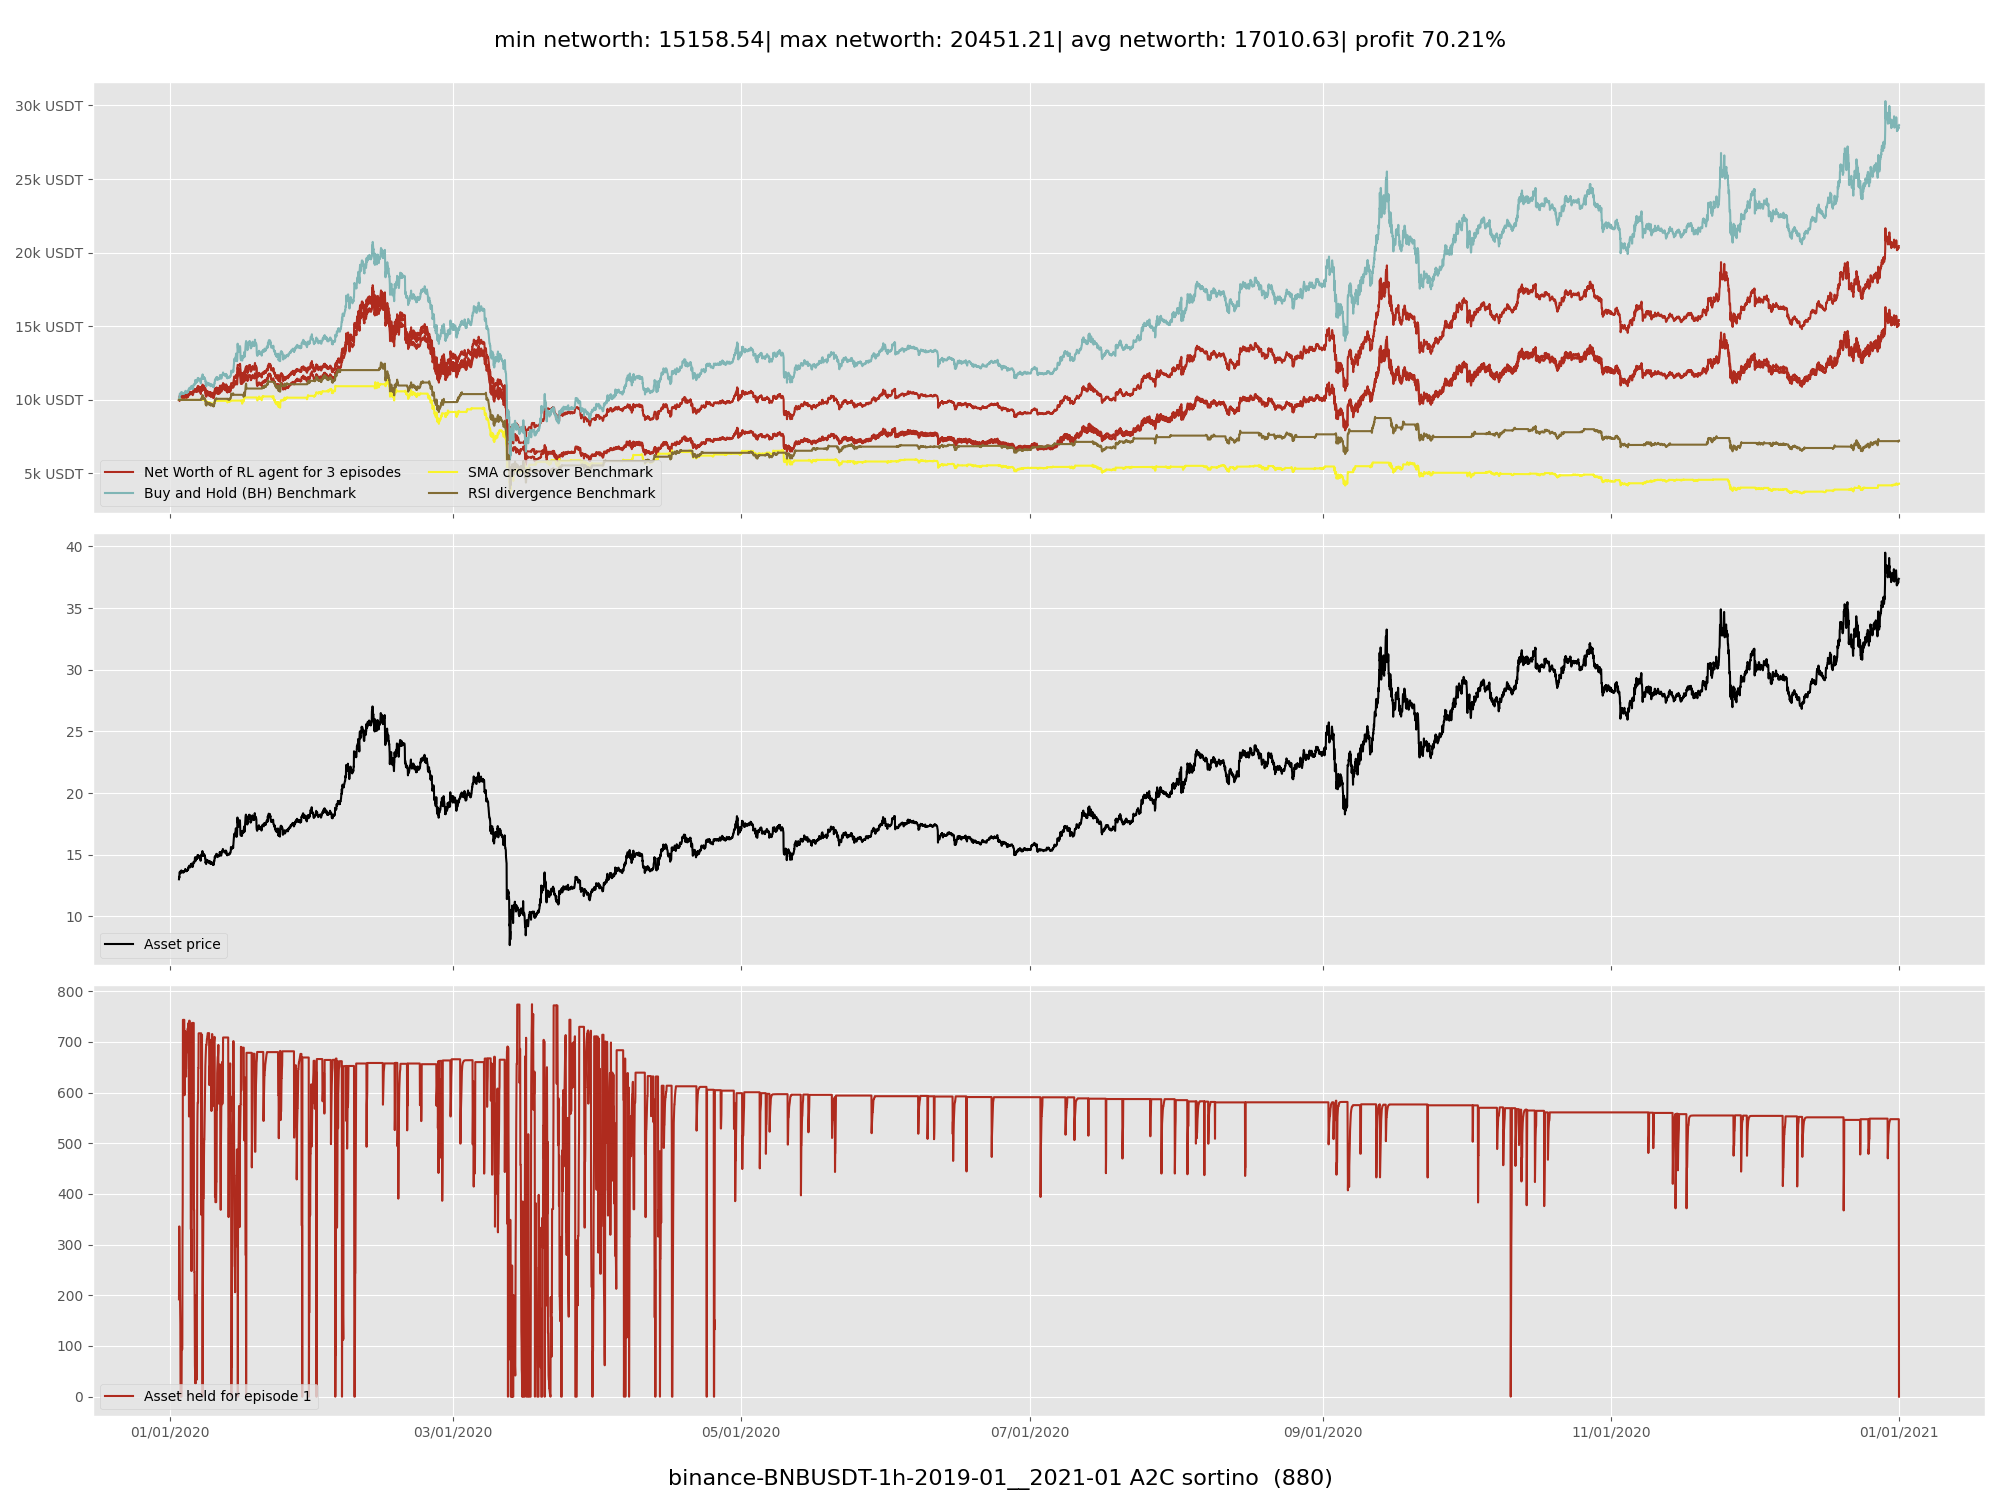 min networth: 15158.54| max networth: 20451.21| avg networth: 17010.63| profit 70.21%
30k USDT
25k USDT
20k USDT
15k USDT
10k USDT
5k USDT
Net Worth of RL agent for 3 episodes
Buy and Hold (BH) Benchmark
SMA crossover Benchmark
RSI divergence Benchmark
40
35
30
25
20
15
10
Asset price
800
700
600
500
400
300
200
100
0
Asset held for episode 1
01/01/2020
03/01/2020
05/01/2020
07/01/2020
09/01/2020
11/01/2020
01/01/2021
binance-BNBUSDT-1h-2019-01__2021-01 A2C sortino  (880)